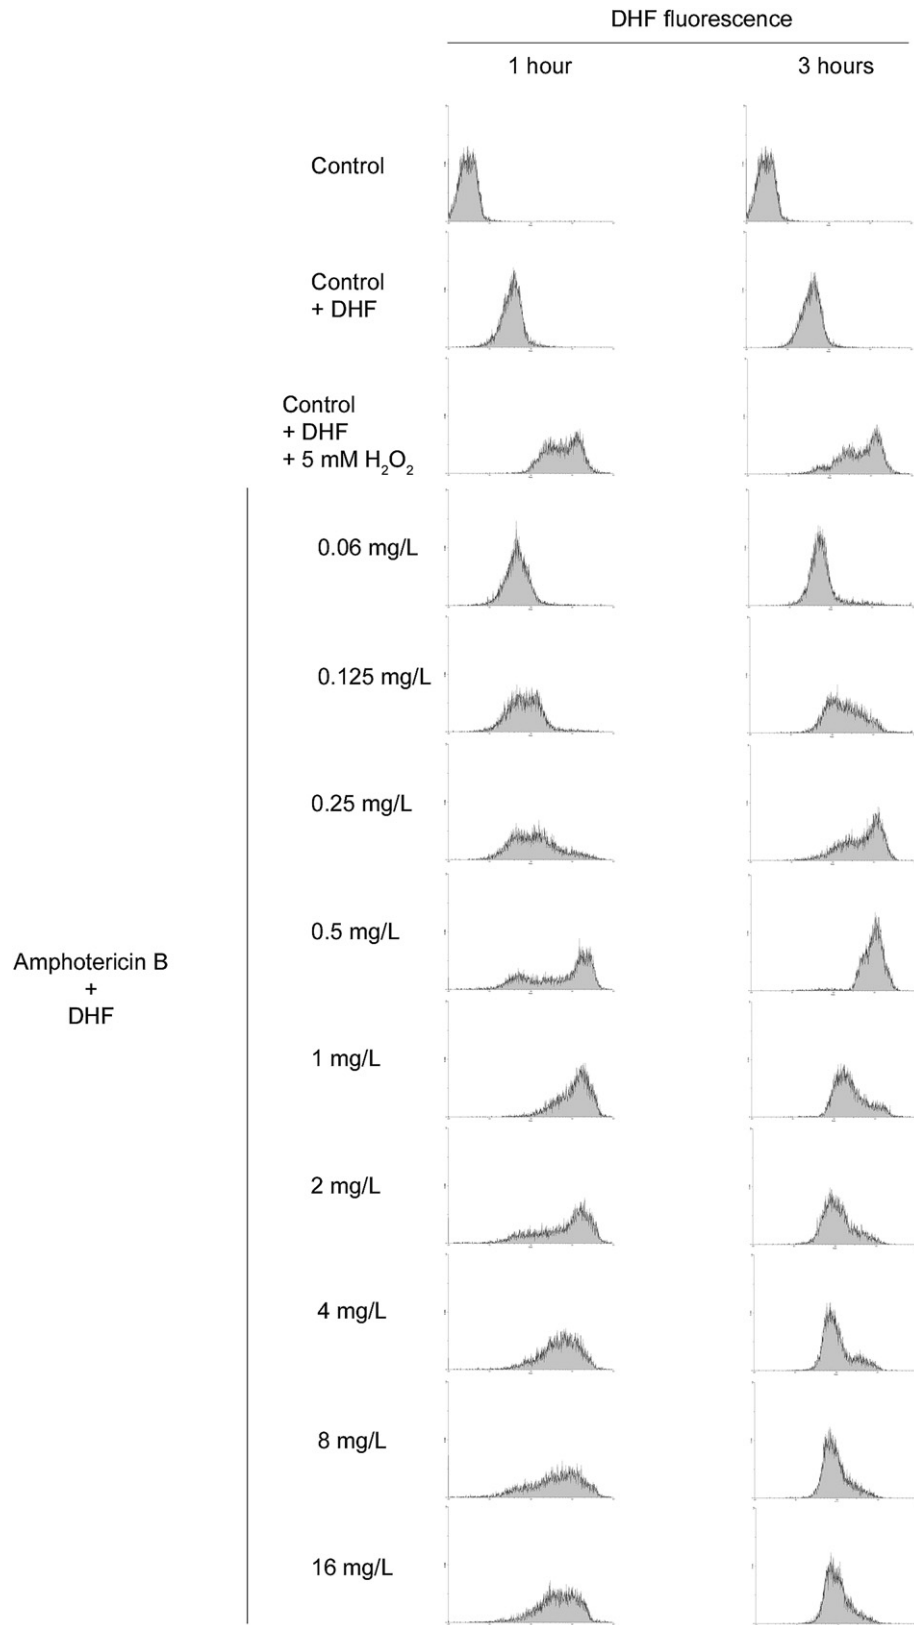 DHF fluorescence
1 hour
3 hours
Control
Control
+ DHF
Control
+ DHF
+ 5 mM H₂O₂
0.06 mg/L
0.125 mg/L
0.25 mg/L
0.5 mg/L
Amphotericin B
+
DHF
1 mg/L
2 mg/L
4 mg/L
8 mg/L
16 mg/L